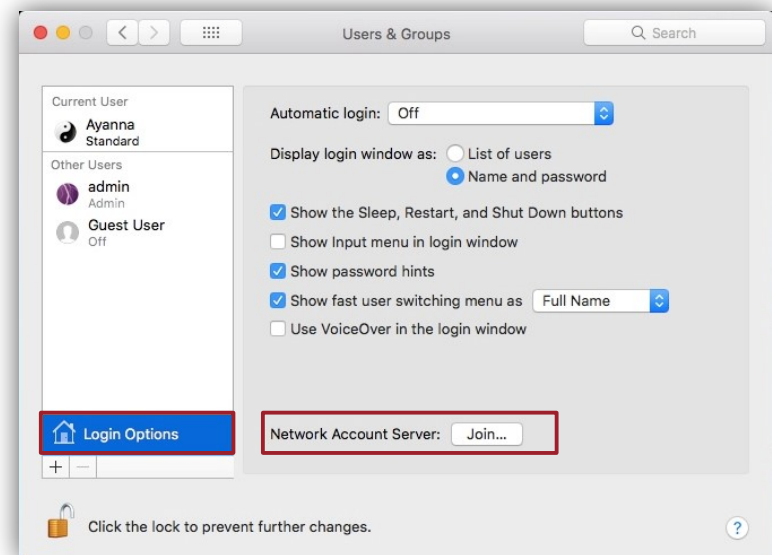 Users & Groups
Search
Current User
Ayanna
Standard
Other Users
admin
Admin
Guest User
Off
Login Options
+ −
Automatic login: Off
Display login window as: List of users
Name and password
Show the Sleep, Restart, and Shut Down buttons
Show Input menu in login window
Show password hints
Show fast user switching menu as Full Name
Use VoiceOver in the login window
Network Account Server: Join...
Click the lock to prevent further changes.
?